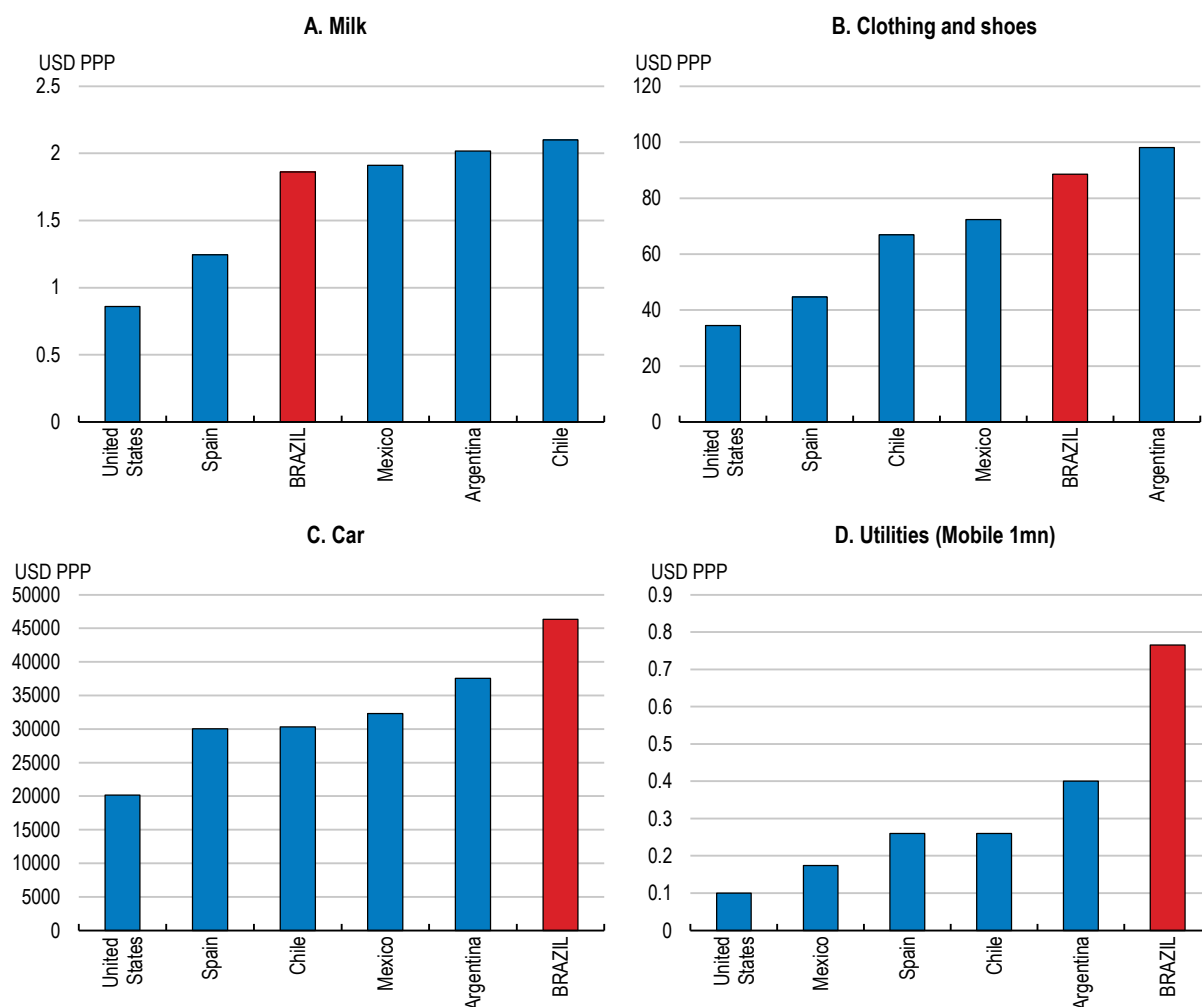 A. Milk
USD PPP
2.5
2
1.5
1
0.5
0
United
States
Spain
BRAZIL
Mexico
Argentina
Chile
B. Clothing and shoes
USD PPP
120
100
80
60
40
20
0
United
States
Spain
Chile
Mexico
BRAZIL
Argentina
C. Car
USD PPP
50000
45000
40000
35000
30000
25000
20000
15000
10000
5000
0
United
States
Spain
Chile
Mexico
Argentina
BRAZIL
D. Utilities (Mobile 1mn)
USD PPP
0.9
0.8
0.7
0.6
0.5
0.4
0.3
0.2
0.1
0
United
States
Mexico
Spain
Chile
Argentina
BRAZIL